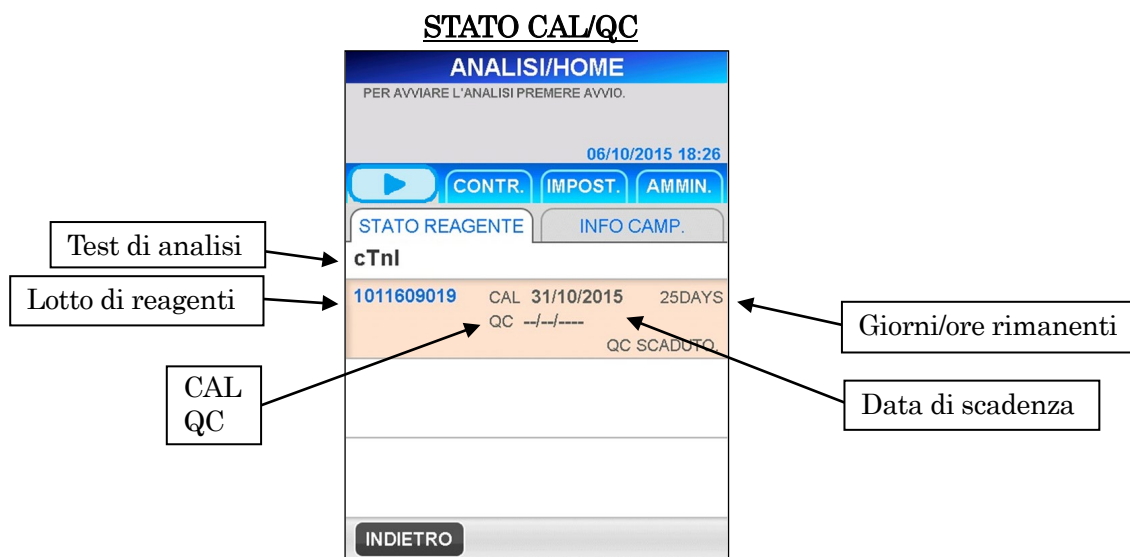 STATO CAL/QC
ANALISI/HOME
PER AVVIARE L'ANALISI PREMERE AVVIO.
06/10/2015 18:26
CONTR. IMPOST. AMMIN.
STATO REAGENTE INFO CAMP.
Test di analisi
cTnI
Lotto di reagenti
1011609019 CAL 31/10/2015 25DAYS
QC --/--/----
QC SCADUTO.
Giorni/ore rimanenti
CAL
QC
Data di scadenza
INDIETRO